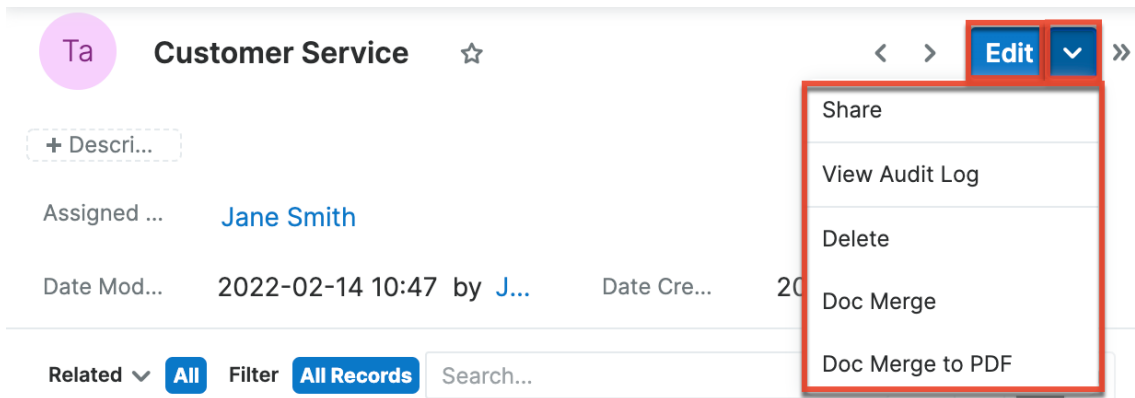 Ta
Customer Service
Edit
Share
+ Descri...
View Audit Log
Assigned ...
Jane Smith
Delete
Date Mod...
2022-02-14 10:47 by J...
Date Cre...
20
Doc Merge
Doc Merge to PDF
Related All Filter All Records Search...